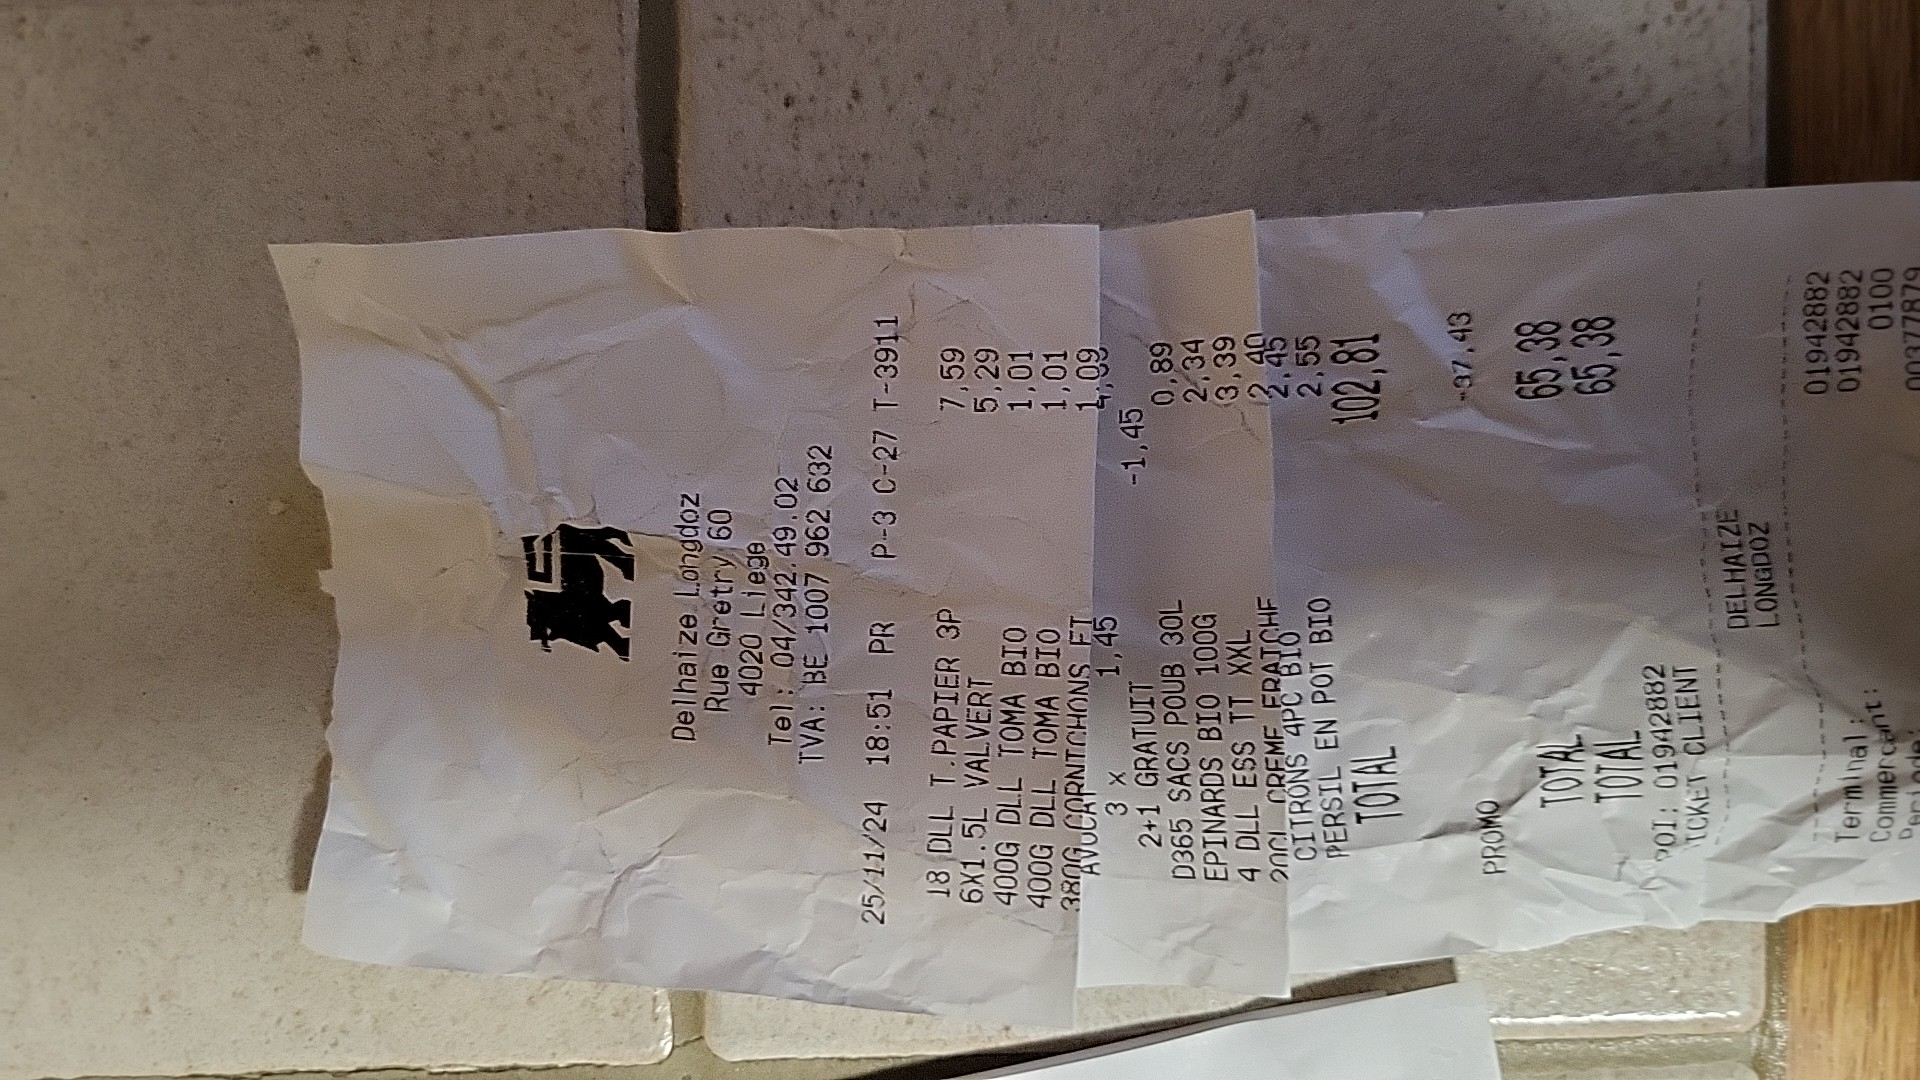 Delhaize Longdoz
Rue Gretry 60
4020 Liege
Tel: 04/342.49.02
TVA: BE 1007 962 632
25/11/24 18:51 PR P-3 C-27 T-3911
18 DLL T.PAPIER 3P 7,59
6X1.5L VALVERT 5,29
400G DLL TOMA BIO 1,01
400G DLL TOMA BIO 1,01
380G CORNICHONS FT 1,09
AVOCAT 4,09
3 x 1,45
2+1 GRATUIT -1,45
D365 SACS POUB 30L 0,89
EPINARDS BIO 100G 2,34
4 DLL ESS TT XXL 3,39
20CL CREME FRAICHE 2,40
CITRONS 4PC BIO 2,45
PERSIL EN POT BIO 2,55
TOTAL 102,81
PROMO -37,43
TOTAL 65,38
TOTAL 65,38
POI: 01942882
TICKET CLIENT
DELHAIZE
LONGDOZ
Terminal: 01942882
Commercant: 01942882
Periode: 0100
00377879